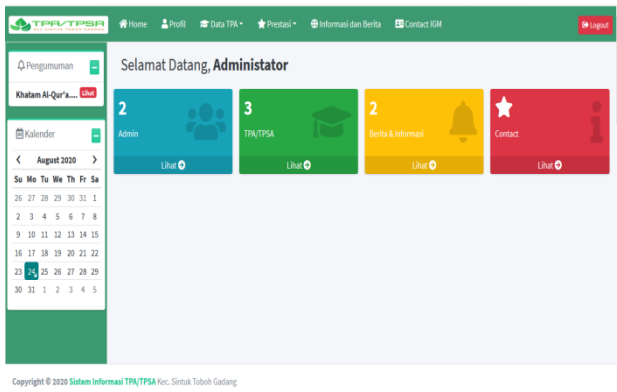 TPA/TPSA
KEC SINTUK TOBOH GADANG
Home Profil Data TPA Prestasi Informasi dan Berita Contact IGM Logout
Pengumuman
Khatam Al-Qur'a.... Lihat
Kalender
August 2020
Su Mo Tu We Th Fr Sa
26 27 28 29 30 31 1
2 3 4 5 6 7 8
9 10 11 12 13 14 15
16 17 18 19 20 21 22
23 24 25 26 27 28 29
30 31 1 2 3 4 5
Selamat Datang, Administator
2
Admin
Lihat
3
TPA/TPSA
Lihat
2
Berita & Informasi
Lihat
Contact
Lihat
Copyright © 2020 Sistem Informasi TPA/TPSA Kec. Sintuk Toboh Gadang